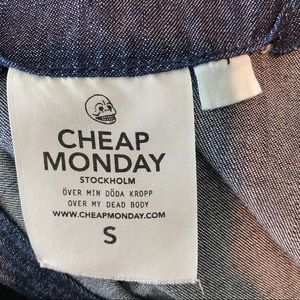 CHEAP
MONDAY
STOCKHOLM
ÖVER MIN DÖDA KROPP
OVER MY DEAD BODY
WWW.CHEAPMONDAY.COM
S